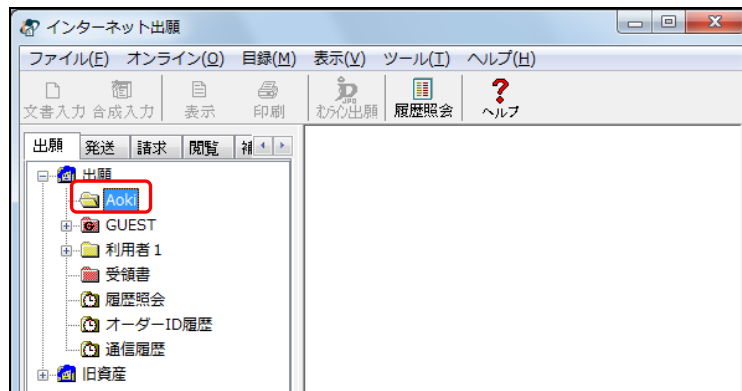 インターネット出願
ファイル(F) オンライン(O) 目録(M) 表示(V) ツール(T) ヘルプ(H)
文書入力 合成入力 表示 印刷 オンライン出願 履歴照会 ヘルプ
出願 発送 請求 閲覧
出願
Aoki
GUEST
利用者1
受領書
履歴照会
オーダーID履歴
通信履歴
旧資産